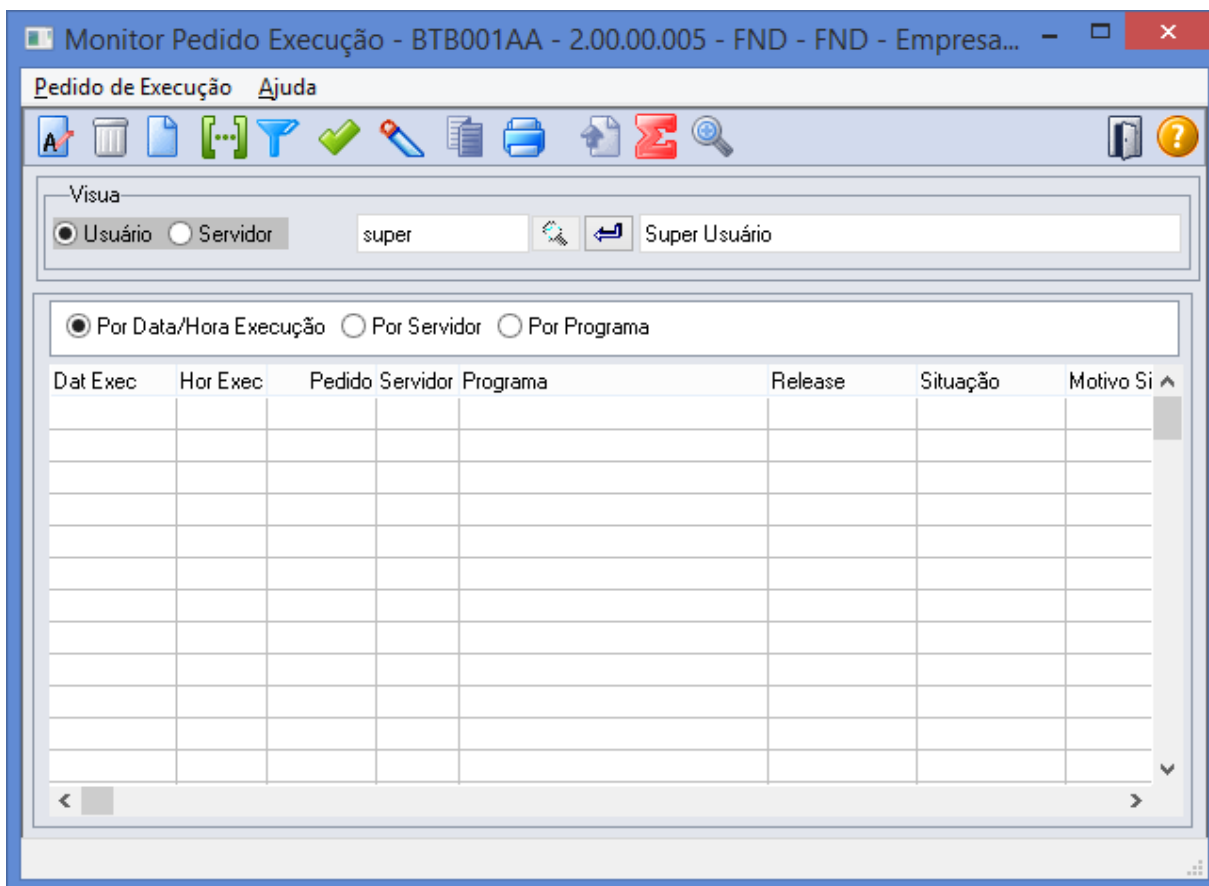 Monitor Pedido Execução - BTB001AA - 2.00.00.005 - FND - FND - Empresa...
Pedido de Execução Ajuda
Visua
Usuário Servidor super Super Usuário
Por Data/Hora Execução Por Servidor Por Programa
Dat Exec Hor Exec Pedido Servidor Programa Release Situação Motivo Si